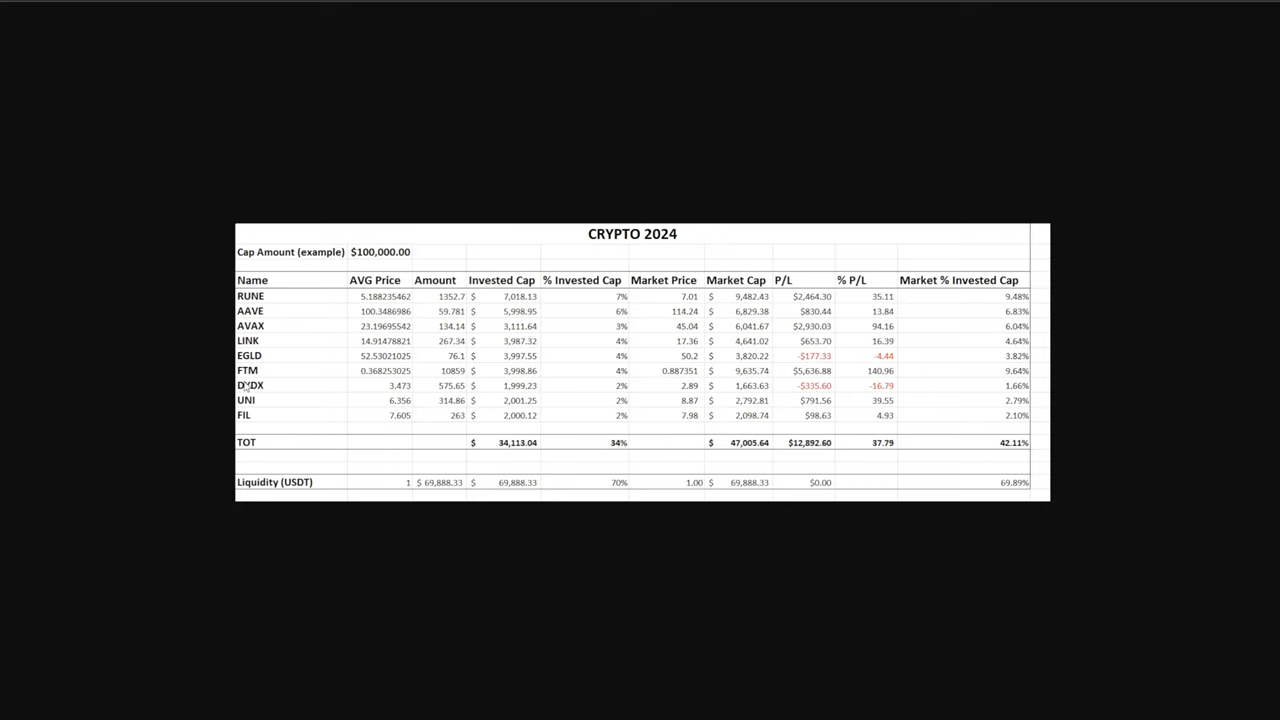 CRYPTO 2024
Cap Amount (example) $100,000.00
Name AVG Price Amount Invested Cap % Invested Cap Market Price Market Cap P/L % P/L Market % Invested Cap
RUNE 5.188235462 1352.7 $ 7,018.13 7% 7.01 $ 9,482.43 $2,464.30 35.11 9.48%
AAVE 100.3486986 59.781 $ 5,998.95 6% 114.24 $ 6,829.38 $830.44 13.84 6.83%
AVAX 23.19695542 134.14 $ 3,111.64 3% 45.04 $ 6,041.67 $2,930.03 94.16 6.04%
LINK 14.91478821 267.34 $ 3,987.32 4% 17.36 $ 4,641.02 $653.70 16.39 4.64%
EGLD 52.53021025 76.1 $ 3,997.55 4% 50.2 $ 3,820.22 -$177.33 -4.44 3.82%
FTM 0.368253025 10859 $ 3,998.86 4% 0.887351 $ 9,635.74 $5,636.88 140.96 9.64%
DYDX 3.473 575.65 $ 1,999.23 2% 2.89 $ 1,663.63 -$335.60 -16.79 1.66%
UNI 6.356 314.86 $ 2,001.25 2% 8.87 $ 2,792.81 $791.56 39.55 2.79%
FIL 7.605 263 $ 2,000.12 2% 7.98 $ 2,098.74 $98.63 4.93 2.10%
TOT $ 34,113.04 34% $ 47,005.64 $12,892.60 37.79 42.11%
Liquidity (USDT) 1 $ 69,888.33 $ 69,888.33 70% 1.00 $ 69,888.33 $0.00 69.89%